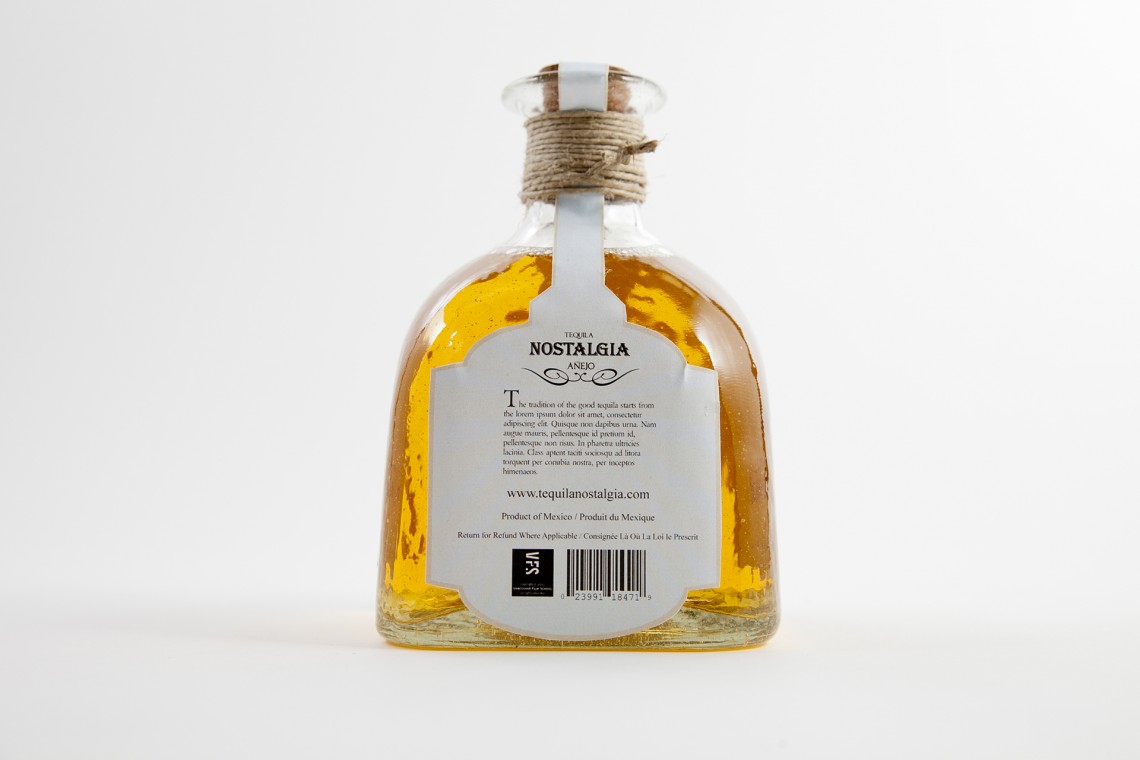 TEQUILA
NOSTALGIA
AÑEJO
The tradition of the good tequila starts from
the lorem ipsum dolor sit amet, consectetur
adipiscing elit. Quisque non dapibus urna. Nam
augue mauris, pellentesque id pretium id,
pellentesque non risus. In pharetra ultricies
lacinia. Class aptent taciti sociosqu ad litora
torquent per conubia nostra, per inceptos
himenaeos.
www.tequilanostalgia.com
Product of Mexico / Produit du Mexique
Return for Refund Where Applicable / Consignée Là Où La Loi le Prescrit
VFS
0 23991 18471 9